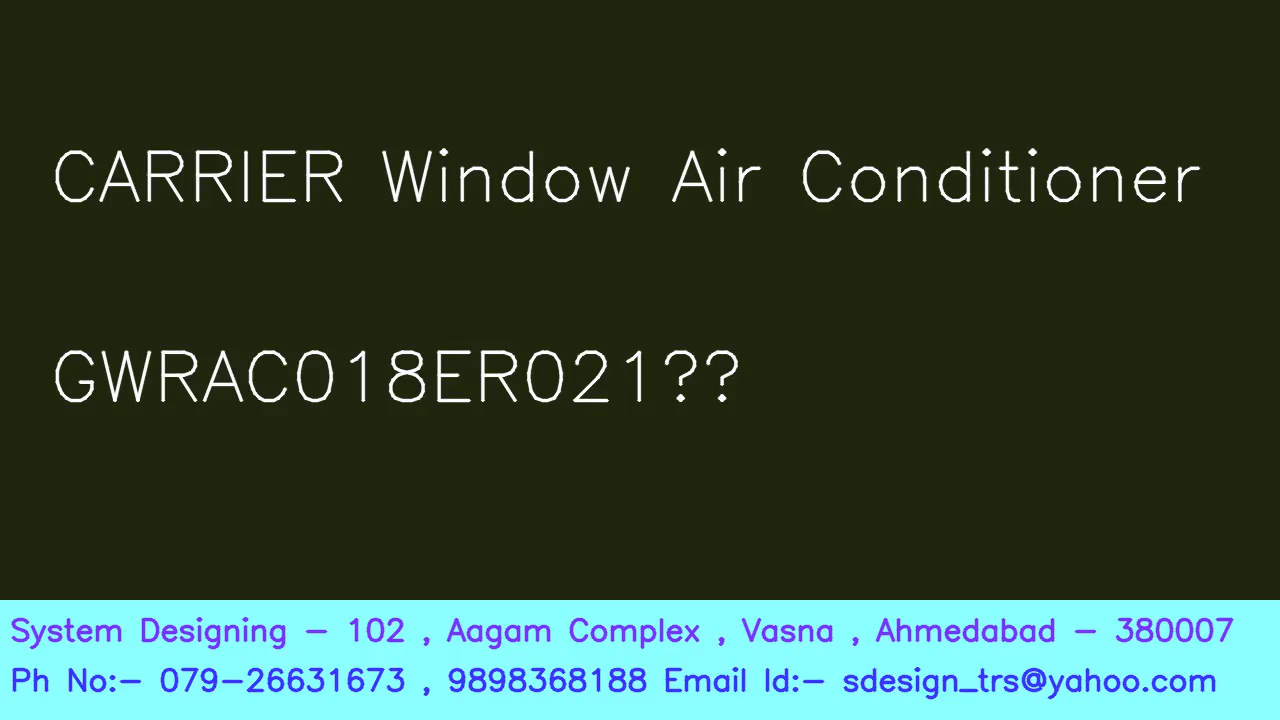 CARRIER Window Air Conditioner
GWRAC018ER021??
System Designing - 102 , Aagam Complex , Vasna , Ahmedabad - 380007
Ph No:- 079-26631673 , 9898368188 Email Id:- sdesign_trs@yahoo.com